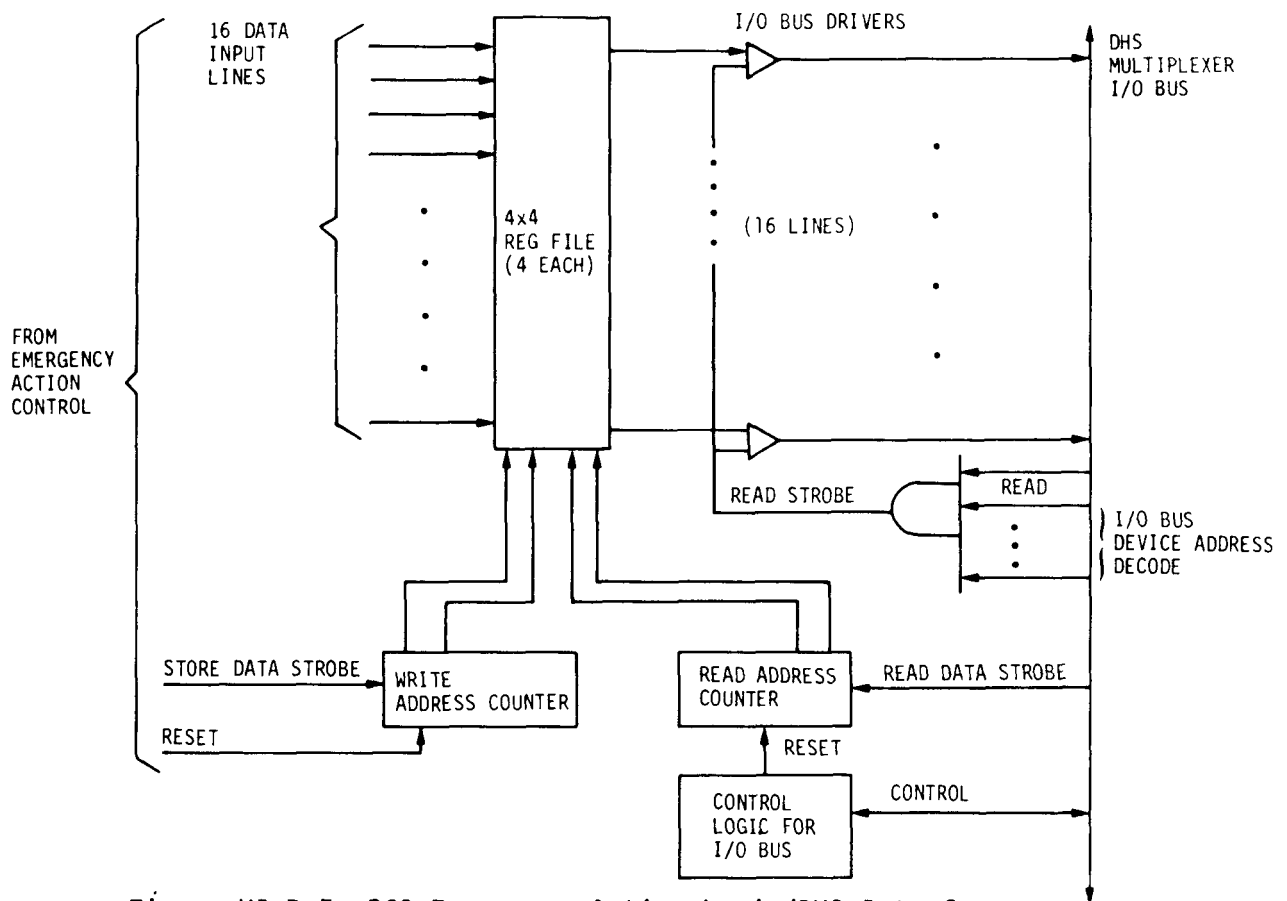 16 DATA
INPUT
LINES
I/O BUS DRIVERS
DHS
MULTIPLEXER
I/O BUS
4x4
REG FILE
(4 EACH)
(16 LINES)
FROM
EMERGENCY
ACTION
CONTROL
READ STROBE
READ
I/O BUS
DEVICE ADDRESS
DECODE
STORE DATA STROBE
WRITE
ADDRESS COUNTER
RESET
READ ADDRESS
COUNTER
READ DATA STROBE
RESET
CONTROL
LOGIC FOR
I/O BUS
CONTROL